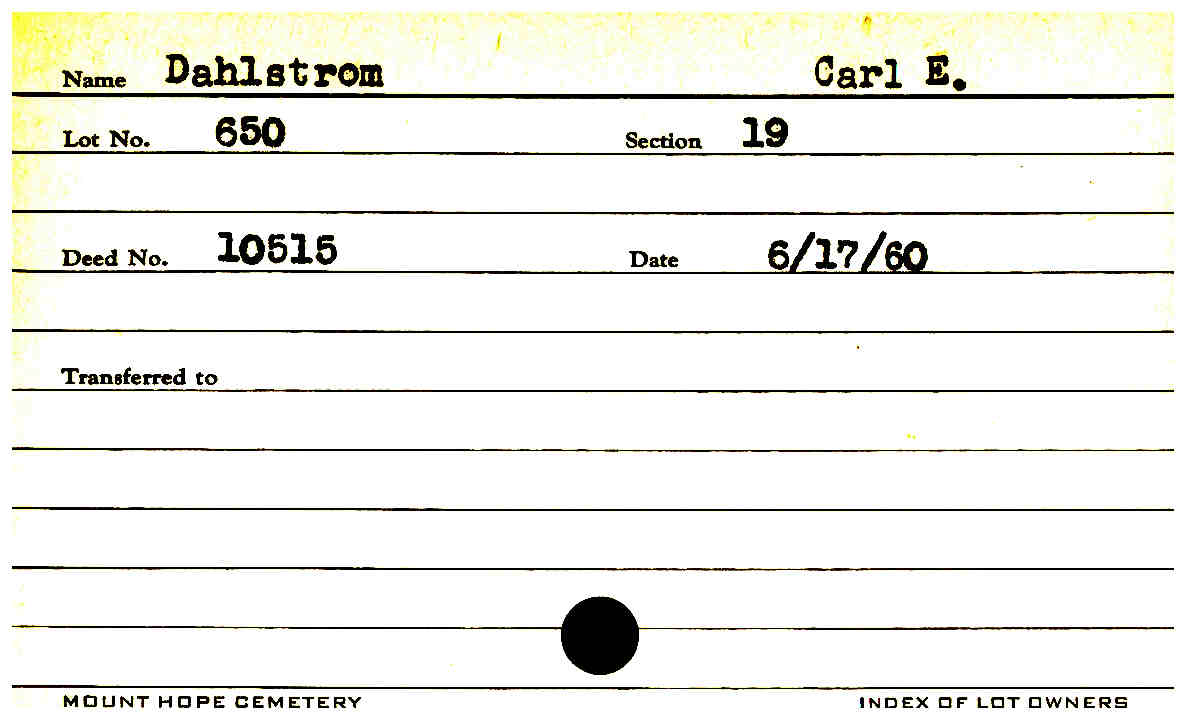 Name Dahlstrom Carl E.
Lot No. 650 Section 19
Deed No. 10515 Date 6/17/60
Transferred to
MOUNT HOPE CEMETERY INDEX OF LOT OWNERS